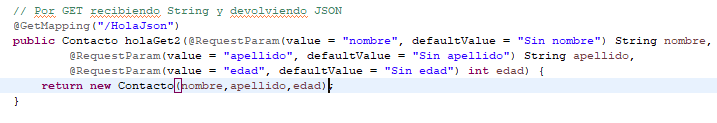 // Por GET recibiendo String y devolviendo JSON
@GetMapping("/HolaJson")
public Contacto holaGet2(@RequestParam(value = "nombre", defaultValue = "Sin nombre") String nombre,
@RequestParam(value = "apellido", defaultValue = "Sin apellido") String apellido,
@RequestParam(value = "edad", defaultValue = "Sin edad") int edad) {
return new Contacto(nombre,apellido,edad);
}